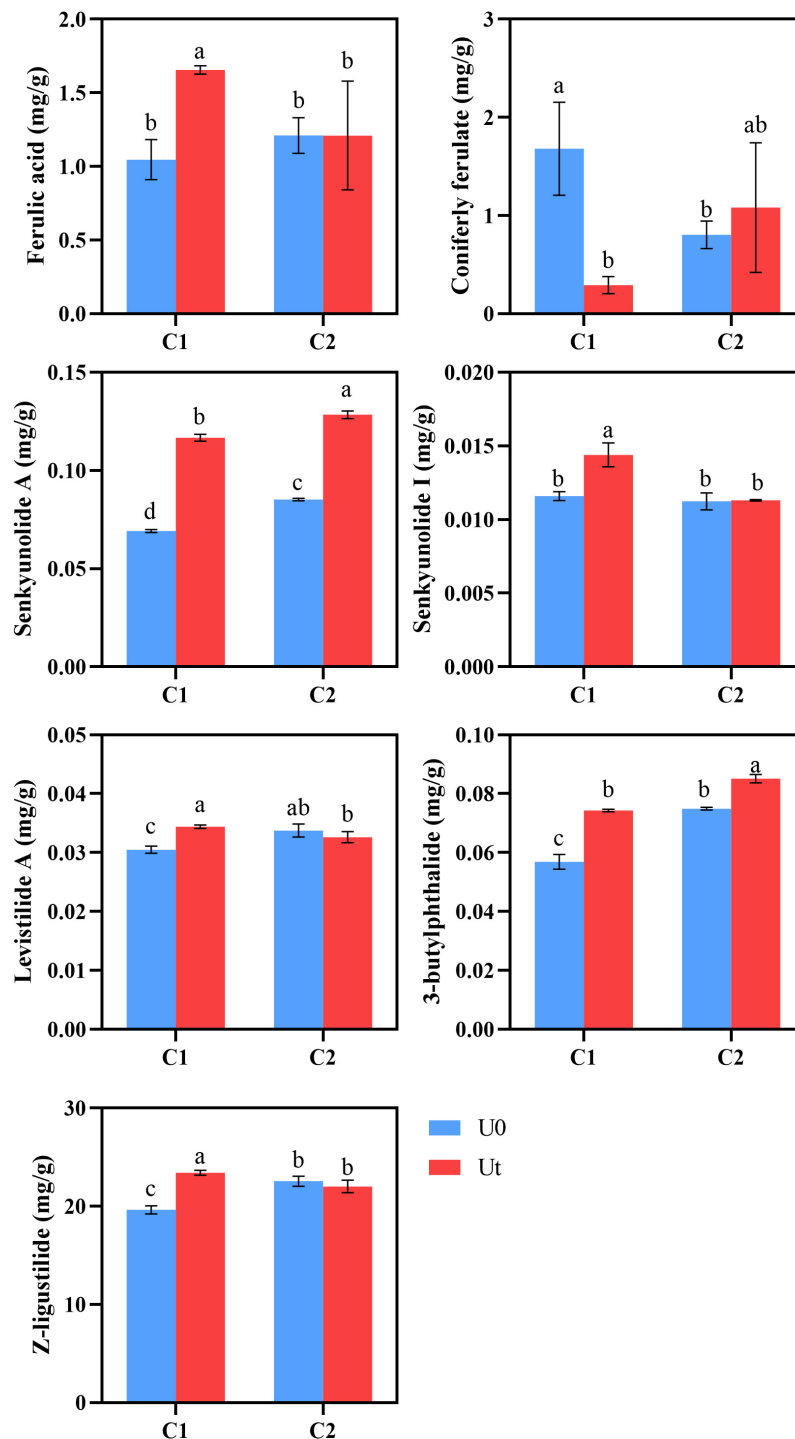 Ferulic acid (mg/g)
2.0
1.5
1.0
0.5
0.0
b
a
b
b
C1
C2
Coniferly ferulate (mg/g)
3
2
1
0
a
b
b
ab
C1
C2
Senkyunolide A (mg/g)
0.15
0.10
0.05
0.00
d
b
c
a
C1
C2
Senkyunolide I (mg/g)
0.020
0.015
0.010
0.005
0.000
b
a
b
b
C1
C2
Levistilide A (mg/g)
0.05
0.04
0.03
0.02
0.01
0.00
c
a
ab
b
C1
C2
3-butylphthalide (mg/g)
0.10
0.08
0.06
0.04
0.02
0.00
c
b
b
a
C1
C2
Z-ligustilide (mg/g)
30
20
10
0
c
a
b
b
C1
C2
U0
Ut